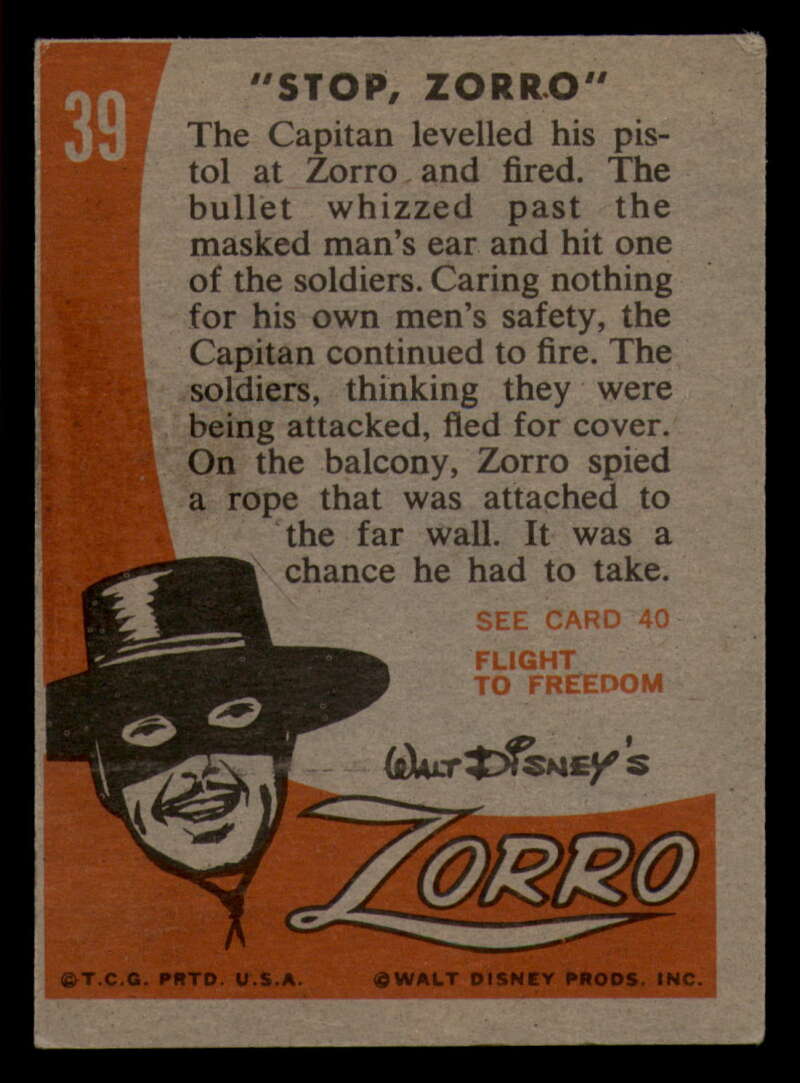 39
"STOP, ZORRO"
The Capitan levelled his pis-
tol at Zorro and fired. The
bullet whizzed past the
masked man's ear and hit one
of the soldiers. Caring nothing
for his own men's safety, the
Capitan continued to fire. The
soldiers, thinking they were
being attacked, fled for cover.
On the balcony, Zorro spied
a rope that was attached to
the far wall. It was a
chance he had to take.
SEE CARD 40
FLIGHT
TO FREEDOM
WALT DISNEY'S
ZORRO
©T.C.G. PRTD. U.S.A.
©WALT DISNEY PRODS. INC.